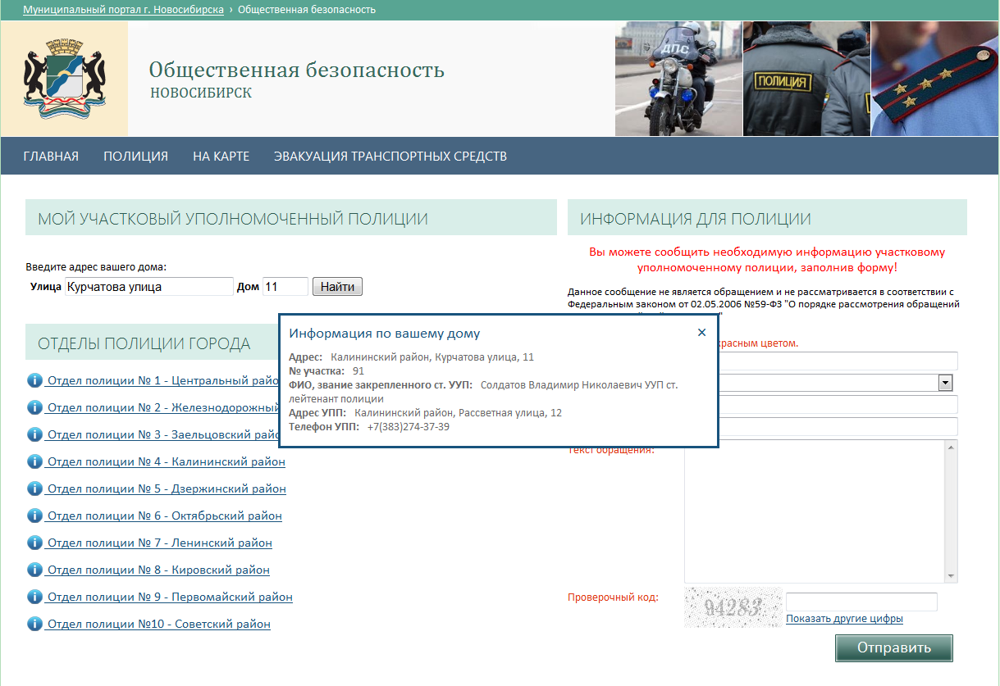 Муниципальный портал г. Новосибирска › Общественная безопасность
Общественная безопасность
НОВОСИБИРСК
ДПС
ПОЛИЦИЯ
ГЛАВНАЯ ПОЛИЦИЯ НА КАРТЕ ЭВАКУАЦИЯ ТРАНСПОРТНЫХ СРЕДСТВ
МОЙ УЧАСТКОВЫЙ УПОЛНОМОЧЕННЫЙ ПОЛИЦИИ
Введите адрес вашего дома:
Улица Курчатова улица Дом 11 Найти
ОТДЕЛЫ ПОЛИЦИИ ГОРОДА
Отдел полиции № 1 - Центральный райо
Отдел полиции № 2 - Железнодорожный
Отдел полиции № 3 - Заельцовский райо
Отдел полиции № 4 - Калининский район
Отдел полиции № 5 - Дзержинский район
Отдел полиции № 6 - Октябрьский район
Отдел полиции № 7 - Ленинский район
Отдел полиции № 8 - Кировский район
Отдел полиции № 9 - Первомайский район
Отдел полиции №10 - Советский район
Информация по вашему дому
Адрес: Калининский район, Курчатова улица, 11
№ участка: 91
ФИО, звание закрепленного ст. УУП: Солдатов Владимир Николаевич УУП ст.
лейтенант полиции
Адрес УПП: Калининский район, Рассветная улица, 12
Телефон УПП: +7(383)274-37-39
ИНФОРМАЦИЯ ДЛЯ ПОЛИЦИИ
Вы можете сообщить необходимую информацию участковому
уполномоченному полиции, заполнив форму!
Данное сообщение не является обращением и не рассматривается в соответствии с
Федеральным законом от 02.05.2006 №59-ФЗ "О порядке рассмотрения обращений
красным цветом.
Текст обращения:
Проверочный код:
94283
Показать другие цифры
Отправить